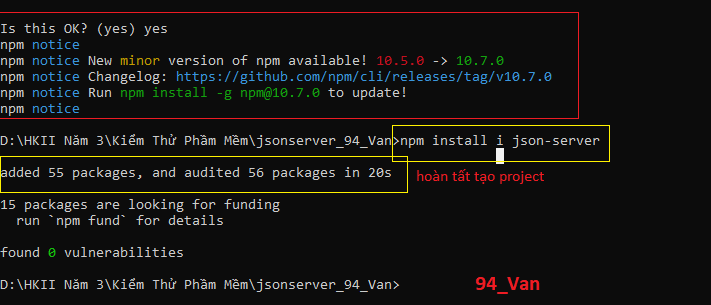 Is this OK? (yes) yes
npm notice
npm notice New minor version of npm available! 10.5.0 -> 10.7.0
npm notice Changelog: https://github.com/npm/cli/releases/tag/v10.7.0
npm notice Run npm install -g npm@10.7.0 to update!
npm notice
D:\HKII Năm 3\Kiểm Thử Phầm Mềm\jsonserver_94_Van>npm install i json-server
added 55 packages, and audited 56 packages in 20s
hoàn tất tạo project
15 packages are looking for funding
run `npm fund` for details
found 0 vulnerabilities
D:\HKII Năm 3\Kiểm Thử Phầm Mềm\jsonserver_94_Van>
94_Van